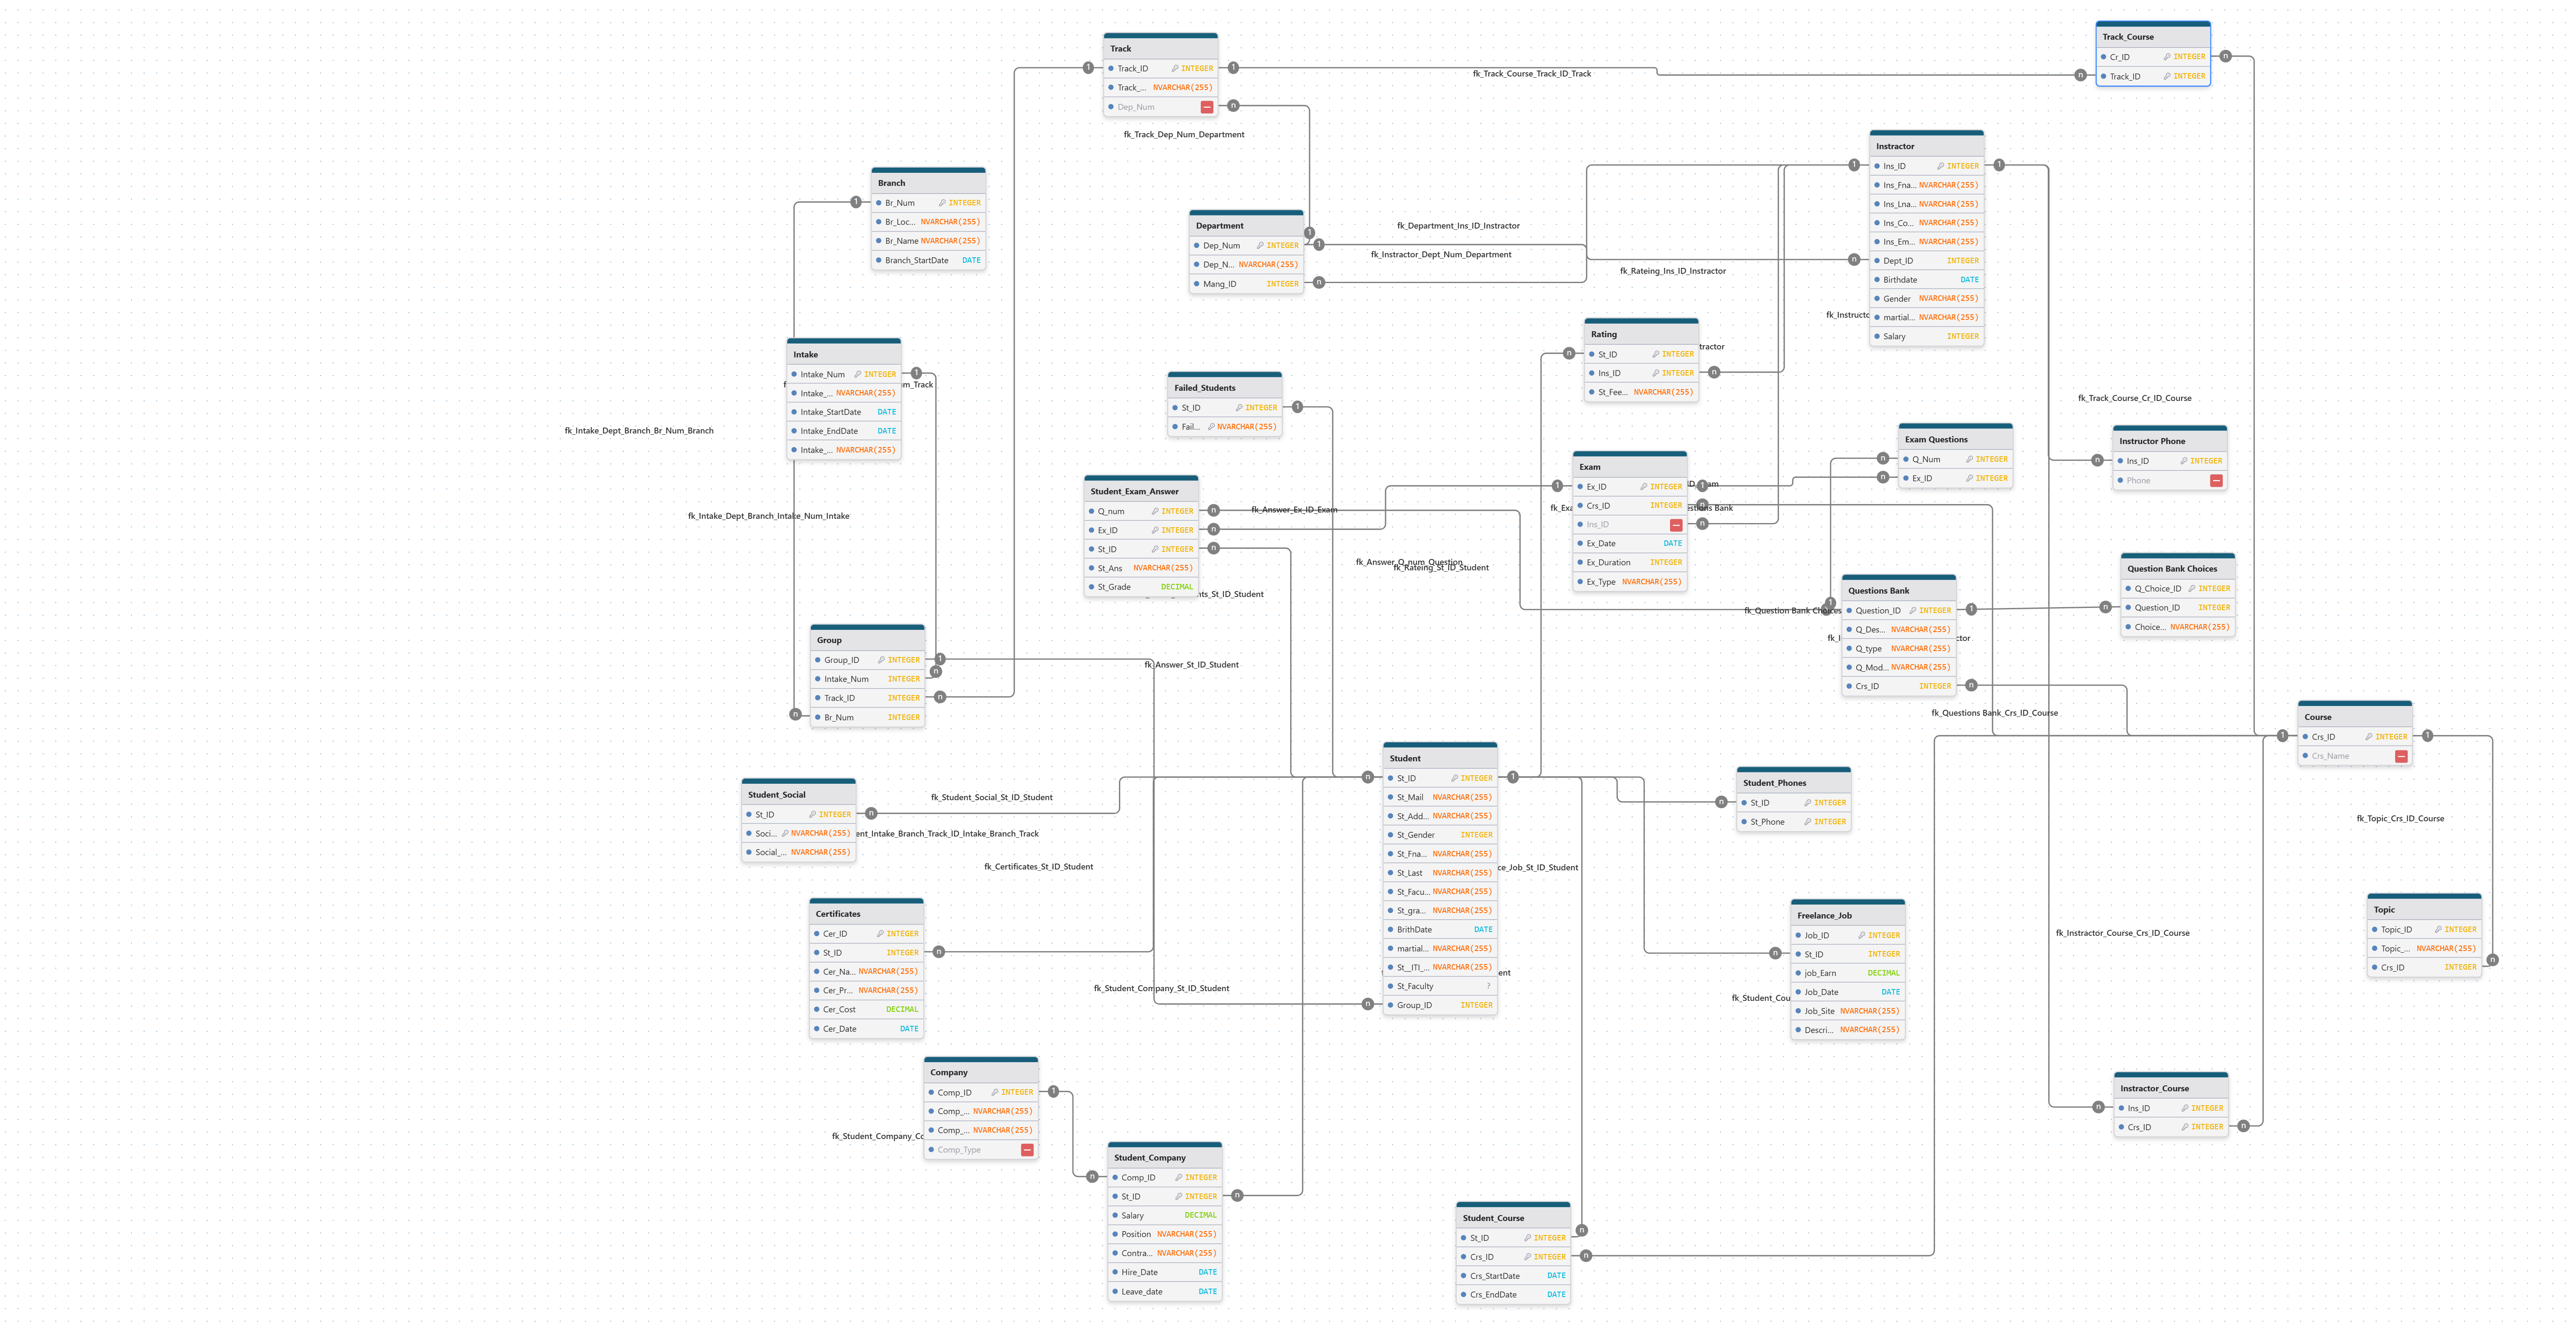 Track
Track_ID INTEGER
Track_... NVARCHAR(255)
Dep_Num
fk_Track_Dep_Num_Department
fk_Track_Course_Track_ID_Track
Track_Course
Cr_ID INTEGER
Track_ID INTEGER
Branch
Br_Num INTEGER
Br_Loc... NVARCHAR(255)
Br_Name NVARCHAR(255)
Branch_StartDate DATE
Department
Dep_Num INTEGER
Dep_N... NVARCHAR(255)
Mang_ID INTEGER
fk_Department_Ins_ID_Instructor
fk_Instructor_Dept_Num_Department
fk_Rateing_Ins_ID_Instructor
Instructor
Ins_ID INTEGER
Ins_Fna... NVARCHAR(255)
Ins_Lna... NVARCHAR(255)
Ins_Co... NVARCHAR(255)
Ins_Em... NVARCHAR(255)
Dept_ID INTEGER
Birthdate DATE
Gender NVARCHAR(255)
martial... NVARCHAR(255)
Salary INTEGER
fk_Instructo
Intake
Intake_Num INTEGER
Intake_... NVARCHAR(255)
Intake_StartDate DATE
Intake_EndDate DATE
Intake_... NVARCHAR(255)
m_Track
fk_Intake_Dept_Branch_Br_Num_Branch
fk_Intake_Dept_Branch_Intake_Num_Intake
Rating
St_ID INTEGER
Ins_ID INTEGER
St_Fee... NVARCHAR(255)
tractor
Failed_Students
St_ID INTEGER
Fail... NVARCHAR(255)
fk_Track_Course_Cr_ID_Course
Student_Exam_Answer
Q_num INTEGER
Ex_ID INTEGER
St_ID INTEGER
St_Ans NVARCHAR(255)
St_Grade DECIMAL
nts_St_ID_Student
fk_Answer_Ex_ID_Exam
fk_Answer_Q_num_Question
fk_Rateing_St_ID_Student
Exam
Ex_ID INTEGER
Crs_ID INTEGER
Ins_ID
Ex_Date DATE
Ex_Duration INTEGER
Ex_Type NVARCHAR(255)
fk_Exa
estions Bank
Exam Questions
Q_Num INTEGER
Ex_ID INTEGER
Instructor Phone
Ins_ID INTEGER
Phone
Questions Bank
Question_ID INTEGER
Q_Des... NVARCHAR(255)
Q_type NVARCHAR(255)
Q_Mod... NVARCHAR(255)
Crs_ID INTEGER
fk_Question Bank Choices
ctor
fk_Questions Bank_Crs_ID_Course
Question Bank Choices
Q_Choice_ID INTEGER
Question_ID INTEGER
Choice... NVARCHAR(255)
Group
Group_ID INTEGER
Intake_Num INTEGER
Track_ID INTEGER
Br_Num INTEGER
fk_Answer_St_ID_Student
Course
Crs_ID INTEGER
Crs_Name
fk_Topic_Crs_ID_Course
Student_Social
St_ID INTEGER
Soci... NVARCHAR(255)
Social_... NVARCHAR(255)
fk_Student_Social_St_ID_Student
ent_Intake_Branch_Track_ID_Intake_Branch_Track
fk_Certificates_St_ID_Student
Student
St_ID INTEGER
St_Mail NVARCHAR(255)
St_Add... NVARCHAR(255)
St_Gender INTEGER
St_Fna... NVARCHAR(255)
St_Last NVARCHAR(255)
St_Facu... NVARCHAR(255)
St_gra... NVARCHAR(255)
BrithDate DATE
martial... NVARCHAR(255)
St__ITI_... NVARCHAR(255)
St_Faculty ?
Group_ID INTEGER
ce_Job_St_ID_Student
ent
Student_Phones
St_ID INTEGER
St_Phone INTEGER
Certificates
Cer_ID INTEGER
St_ID INTEGER
Cer_Na... NVARCHAR(255)
Cer_Pr... NVARCHAR(255)
Cer_Cost DECIMAL
Cer_Date DATE
fk_Student_Company_St_ID_Student
Freelance_Job
Job_ID INTEGER
St_ID INTEGER
job_Earn DECIMAL
Job_Date DATE
Job_Site NVARCHAR(255)
Descri... NVARCHAR(255)
fk_Student_Cou
fk_Instructor_Course_Crs_ID_Course
Topic
Topic_ID INTEGER
Topic_... NVARCHAR(255)
Crs_ID INTEGER
Company
Comp_ID INTEGER
Comp_... NVARCHAR(255)
Comp_... NVARCHAR(255)
Comp_Type
fk_Student_Company_Co
Student_Company
Comp_ID INTEGER
St_ID INTEGER
Salary DECIMAL
Position NVARCHAR(255)
Contra... NVARCHAR(255)
Hire_Date DATE
Leave_date DATE
Instructor_Course
Ins_ID INTEGER
Crs_ID INTEGER
Student_Course
St_ID INTEGER
Crs_ID INTEGER
Crs_StartDate DATE
Crs_EndDate DATE